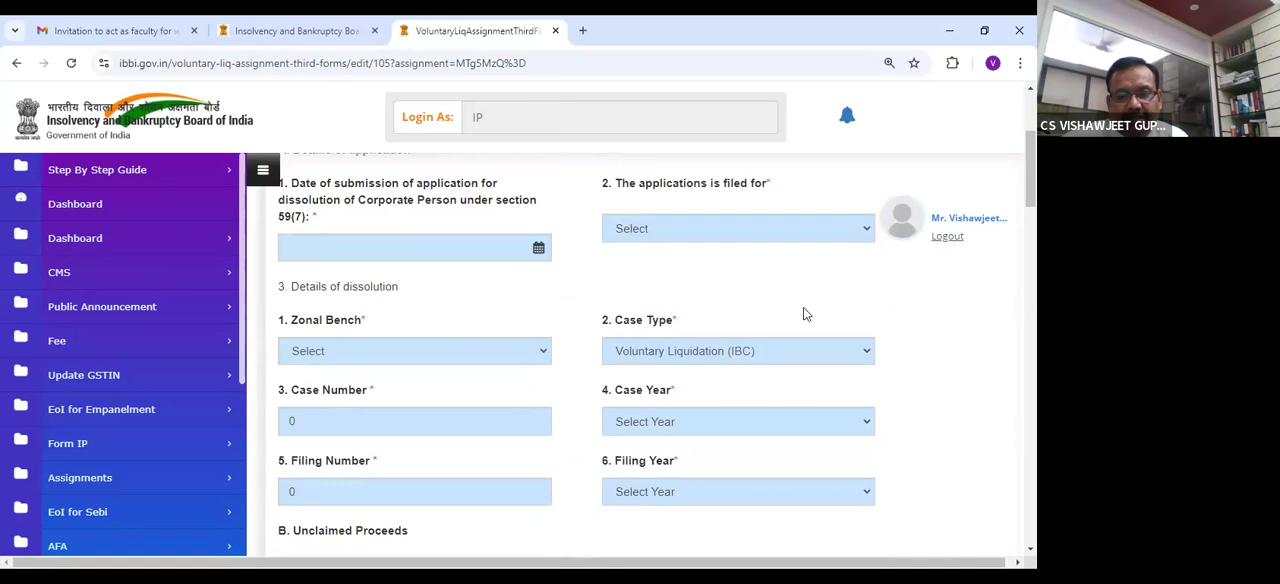 Invitation to act as faculty for w
Insolvency and Bankruptcy Boa
VoluntaryLiqAssignmentThirdFo
ibbi.gov.in/voluntary-liq-assignment-third-forms/edit/105?assignment=MTg5MzQ%3D
V
भारतीय दिवाला और शोधन अक्षमता बोर्ड
Insolvency and Bankruptcy Board of India
Government of India
Login As: IP
CS VISHAWJEET GUP...
Step By Step Guide
Dashboard
Dashboard
CMS
Public Announcement
Fee
Update GSTIN
EoI for Empanelment
Form IP
Assignments
EoI for Sebi
AFA
Details of application
1. Date of submission of application for
dissolution of Corporate Person under section
59(7): *
2. The applications is filed for*
Select
Mr. Vishawjeet...
Logout
3. Details of dissolution
1. Zonal Bench*
Select
2. Case Type*
Voluntary Liquidation (IBC)
3. Case Number *
0
4. Case Year*
Select Year
5. Filing Number *
0
6. Filing Year*
Select Year
B. Unclaimed Proceeds